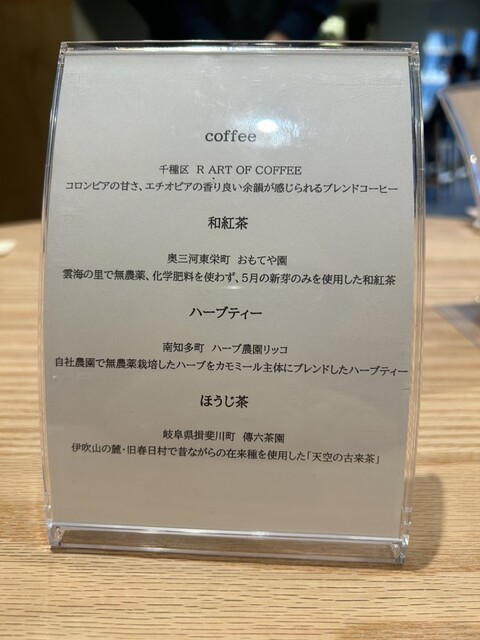 coffee
千種区 R ART OF COFFEE
コロンビアの甘さ、エチオピアの香り良い余韻が感じられるブレンドコーヒー
和紅茶
奥三河東栄町 おもてや園
雲海の里で無農薬、化学肥料を使わず、5月の新芽のみを使用した和紅茶
ハーブティー
南知多町 ハーブ農園リッコ
自社農園で無農薬栽培したハーブをカモミール主体にブレンドしたハーブティー
ほうじ茶
岐阜県揖斐川町 傳六茶園
伊吹山の麓・旧春日村で昔ながらの在来種を使用した「天空の古来茶」